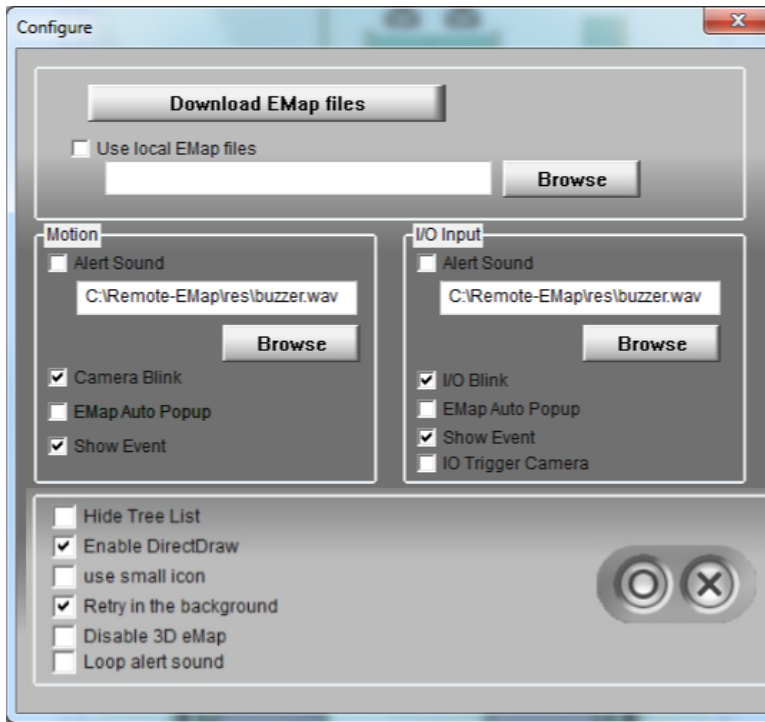 Configure
Download EMap files
Use local EMap files
Browse
Motion
Alert Sound
C:\Remote-EMap\res\buzzer.wav
Browse
Camera Blink
EMap Auto Popup
Show Event
I/O Input
Alert Sound
C:\Remote-EMap\res\buzzer.wav
Browse
I/O Blink
EMap Auto Popup
Show Event
IO Trigger Camera
Hide Tree List
Enable DirectDraw
use small icon
Retry in the background
Disable 3D eMap
Loop alert sound